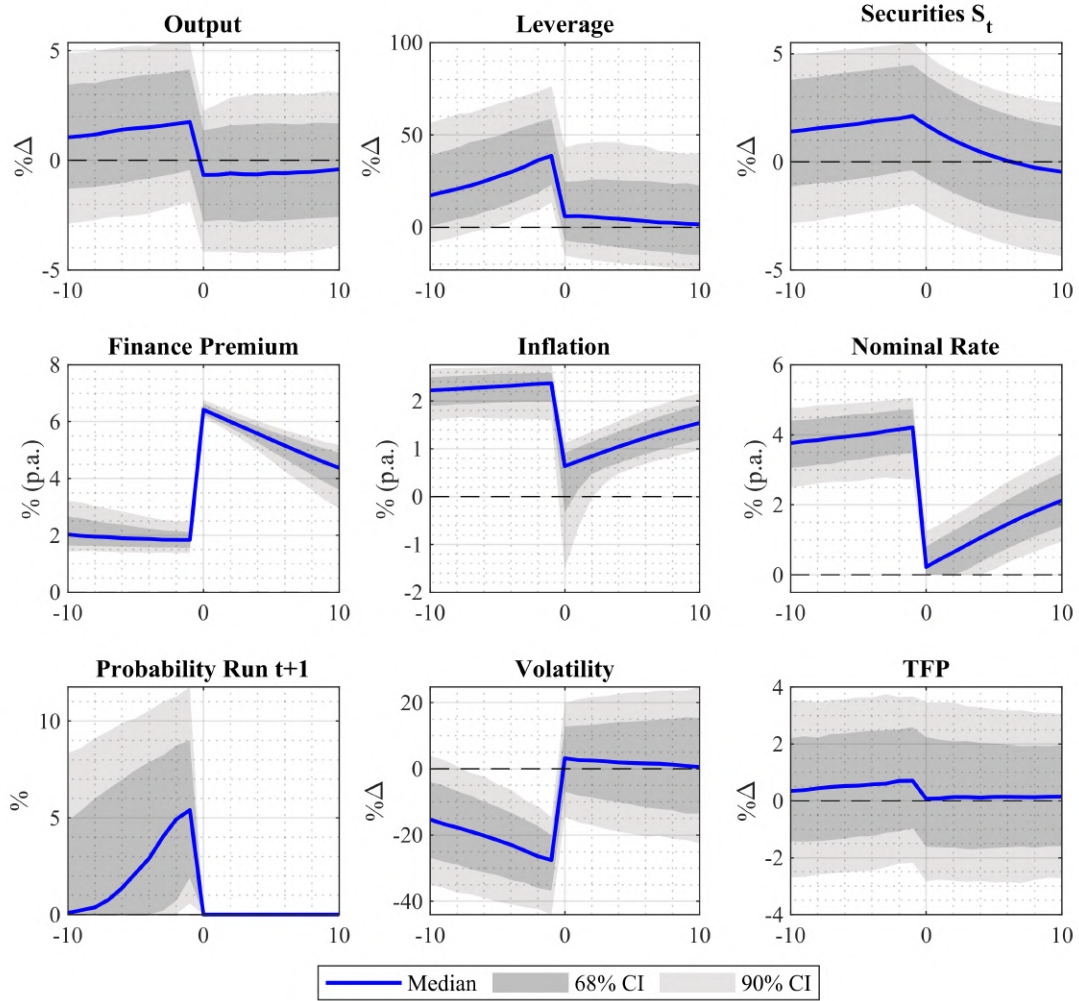 Output
Leverage
Securities S_t
%Δ
5
0
-5
-10 0 10
%Δ
100
50
0
-10 0 10
%Δ
5
0
-5
-10 0 10
Finance Premium
Inflation
Nominal Rate
% (p.a.)
8
6
4
2
0
-10 0 10
% (p.a.)
2
1
0
-1
-2
-10 0 10
% (p.a.)
6
4
2
0
-10 0 10
Probability Run t+1
Volatility
TFP
%
10
5
0
-10 0 10
%Δ
20
0
-20
-40
-10 0 10
%Δ
4
2
0
-2
-4
-10 0 10
Median 68% CI 90% CI